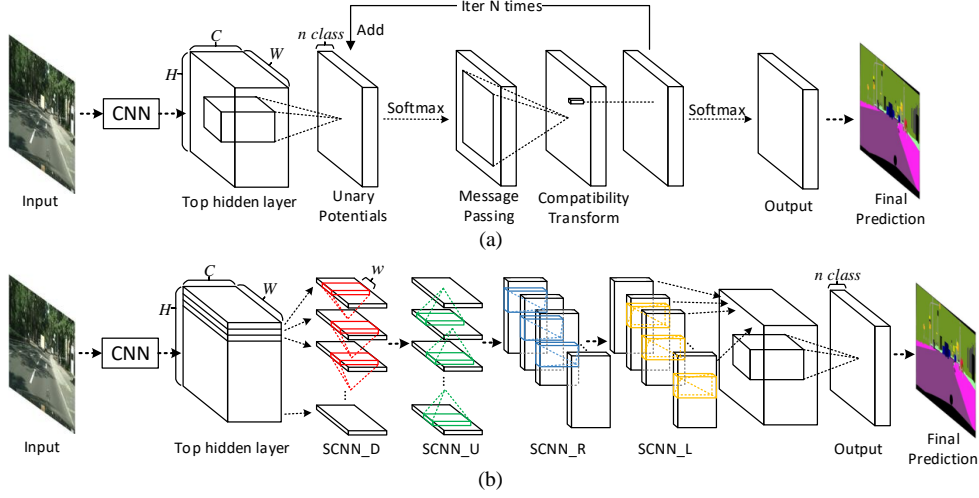 Iter N times
n class
Add
C
W
H
CNN
Softmax
Softmax
Input
Top hidden layer
Unary
Potentials
Message
Passing
Compatibility
Transform
Output
Final
Prediction
(a)
C
W
H
w
n class
CNN
Input
Top hidden layer
SCNN_D
SCNN_U
SCNN_R
SCNN_L
Output
Final
Prediction
(b)